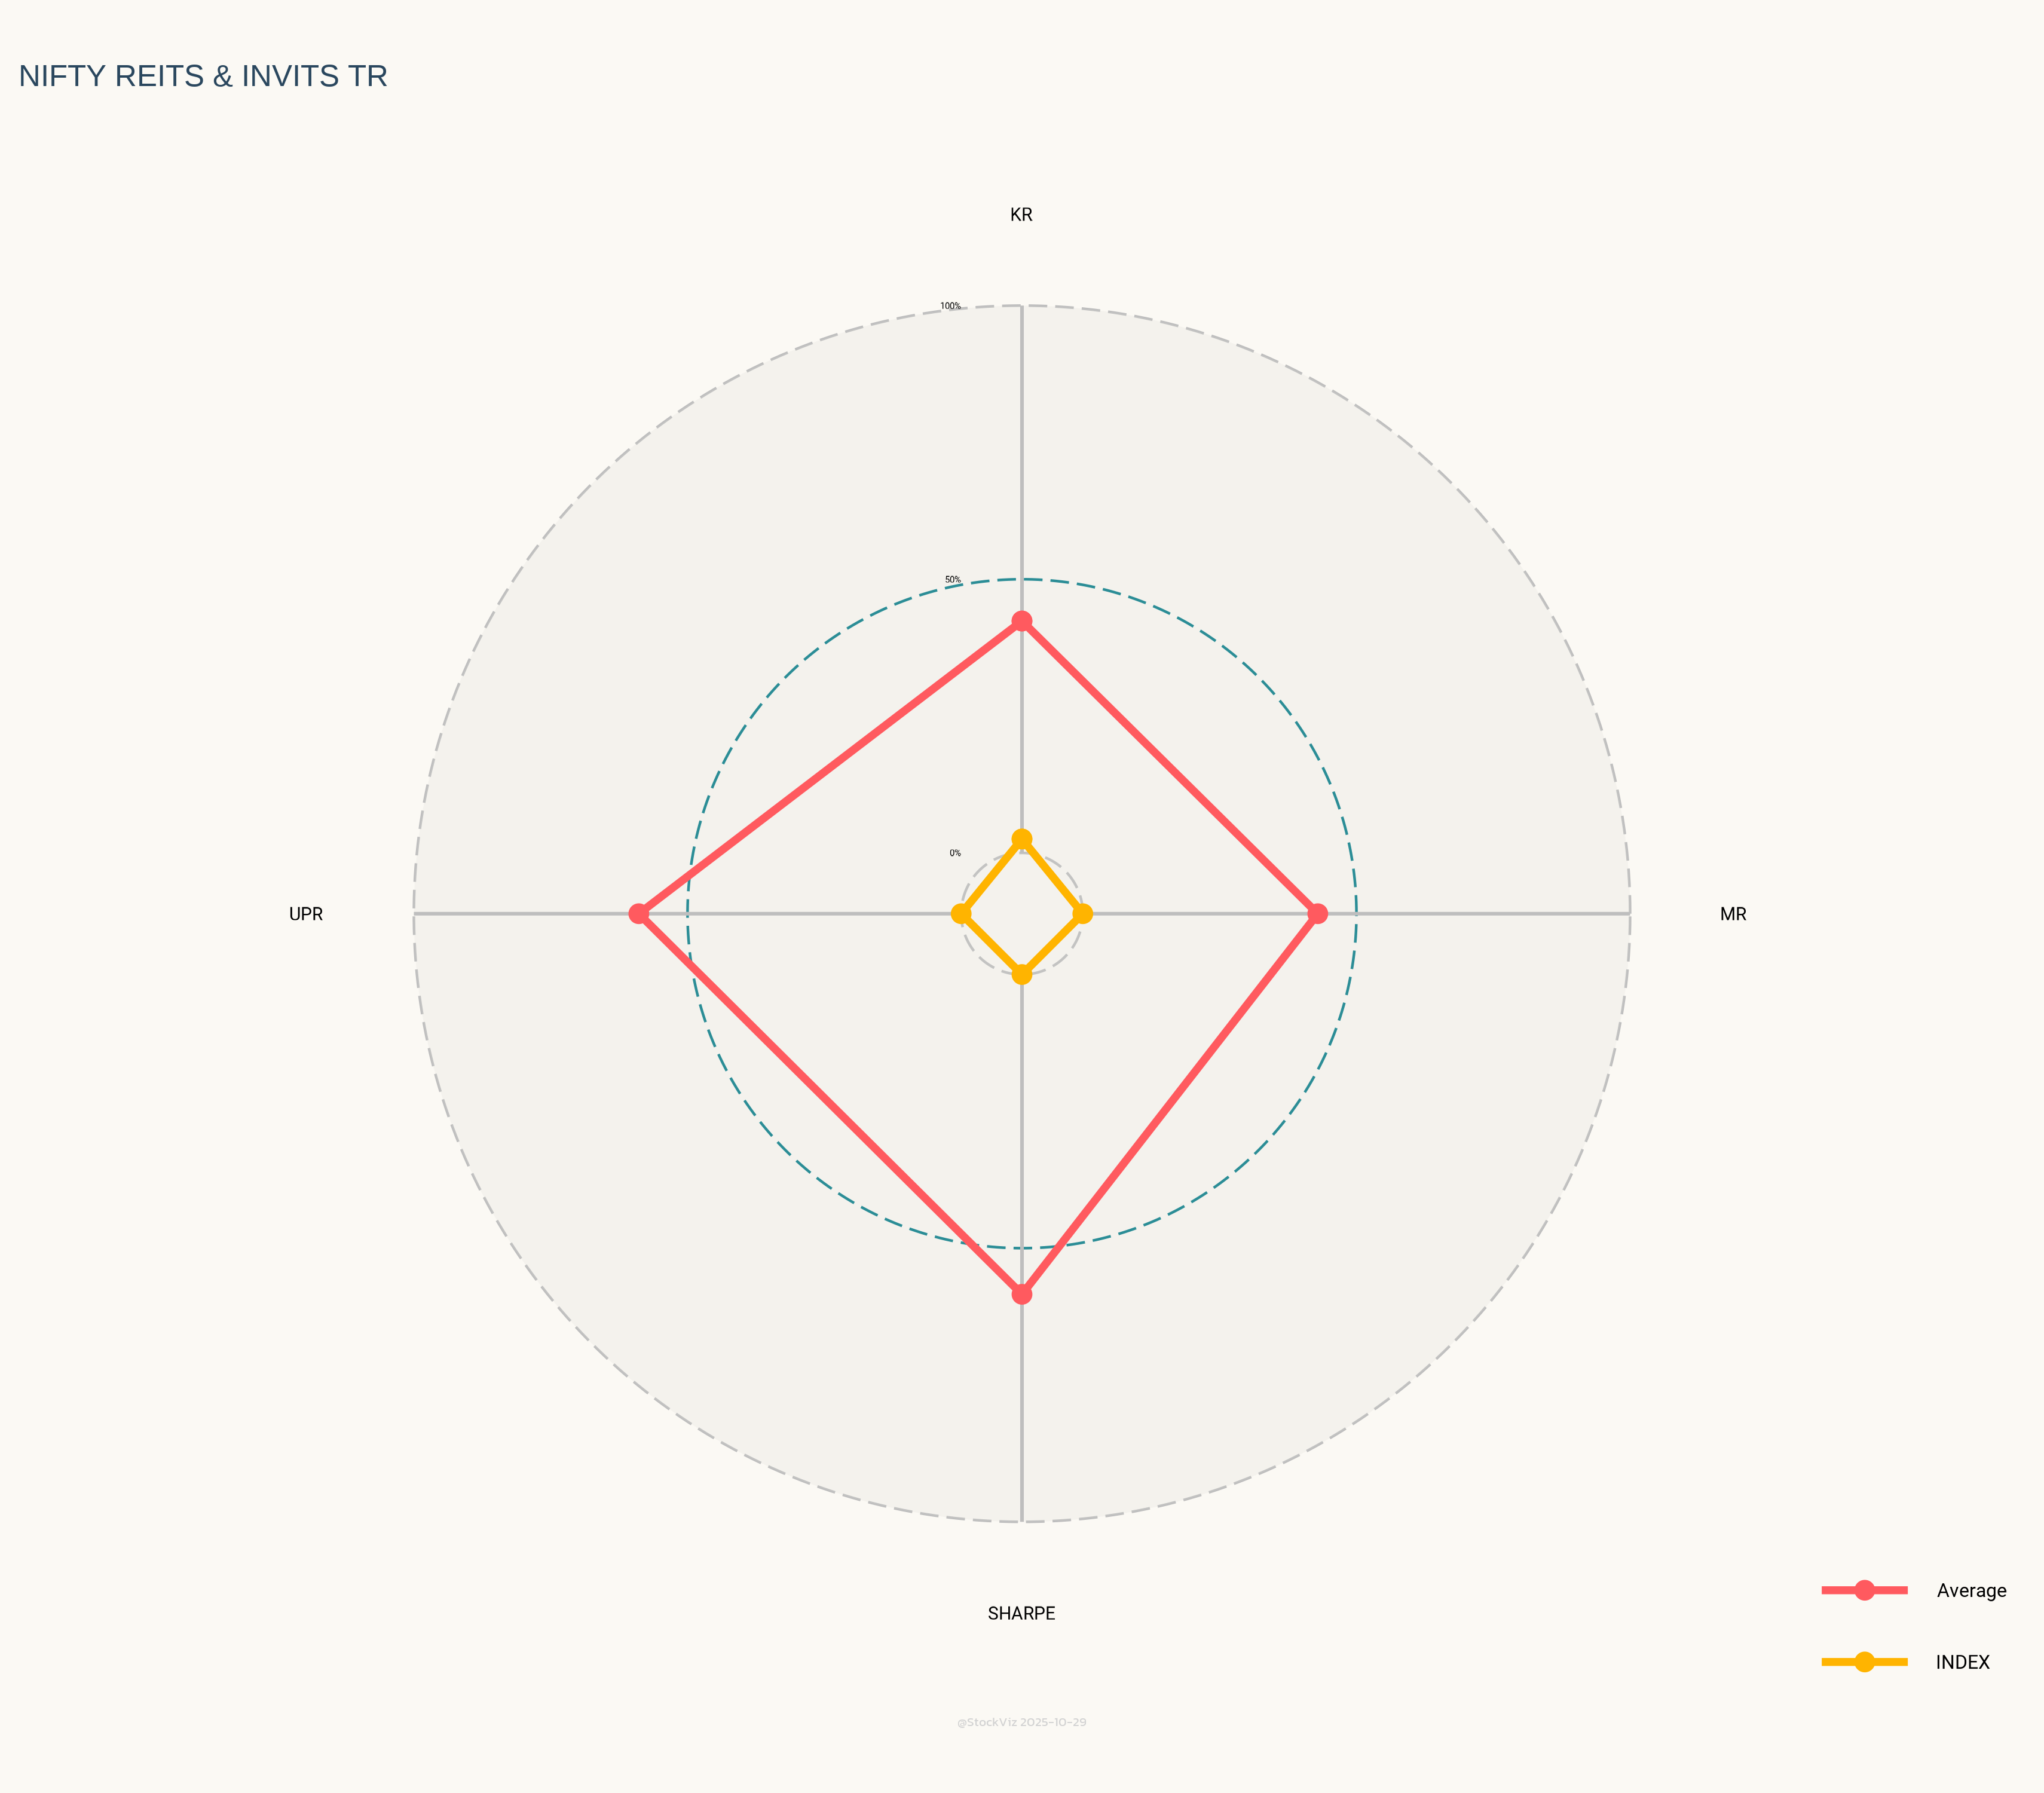 NIFTY REITS & INVITS TR
KR
100%
50%
0%
UPR
MR
SHARPE
Average
INDEX
@StockViz 2025-10-29